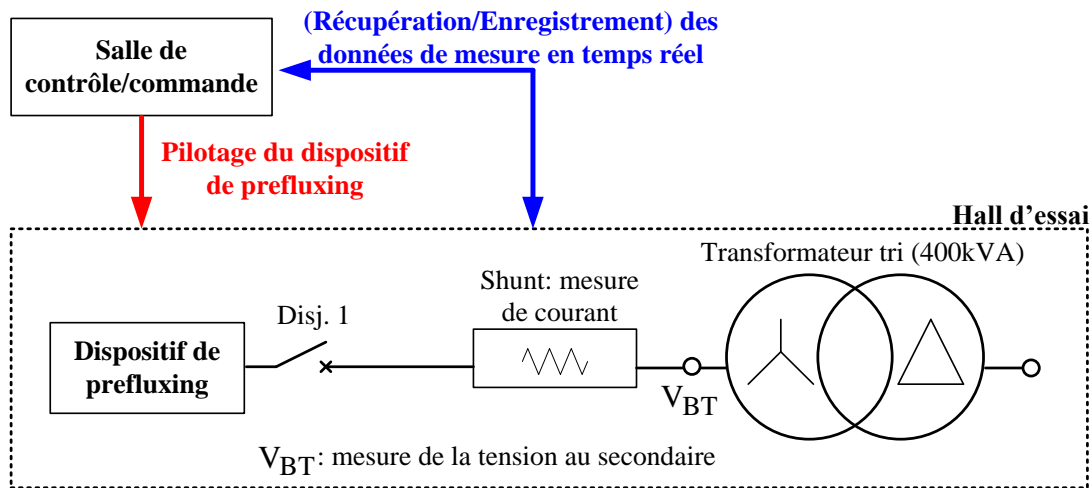 Salle de
contrôle/commande
(Récupération/Enregistrement) des
données de mesure en temps réel
Pilotage du dispositif
de prefluxing
Hall d'essai
Transformateur tri (400kVA)
Shunt: mesure
de courant
Disj. 1
Dispositif de
prefluxing
V_BT
V_BT: mesure de la tension au secondaire